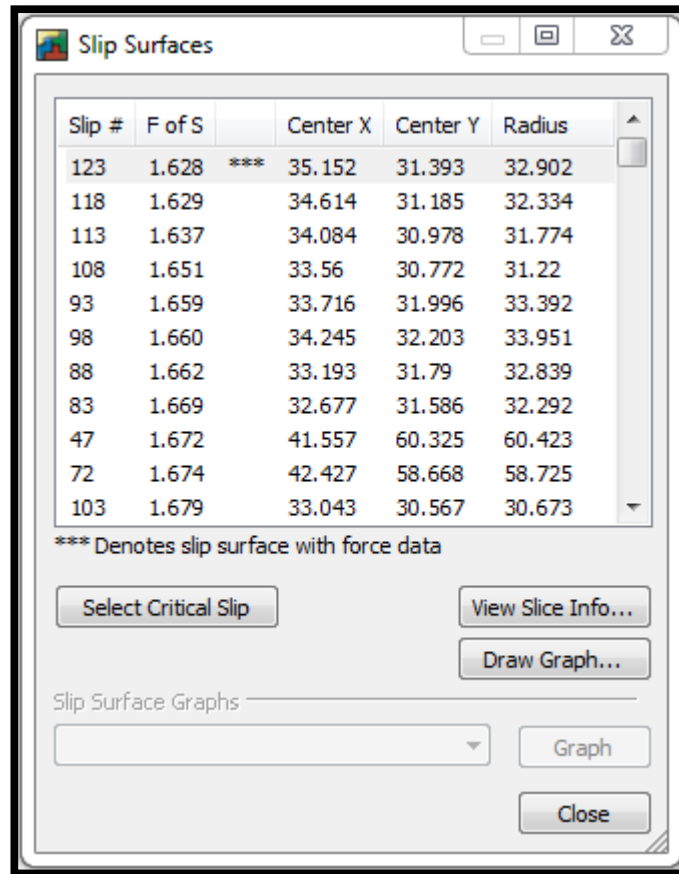 Slip Surfaces
Slip # F of S Center X Center Y Radius
123 1.628 *** 35.152 31.393 32.902
118 1.629 34.614 31.185 32.334
113 1.637 34.084 30.978 31.774
108 1.651 33.56 30.772 31.22
93 1.659 33.716 31.996 33.392
98 1.660 34.245 32.203 33.951
88 1.662 33.193 31.79 32.839
83 1.669 32.677 31.586 32.292
47 1.672 41.557 60.325 60.423
72 1.674 42.427 58.668 58.725
103 1.679 33.043 30.567 30.673
*** Denotes slip surface with force data
Select Critical Slip View Slice Info...
Draw Graph...
Slip Surface Graphs
Graph
Close